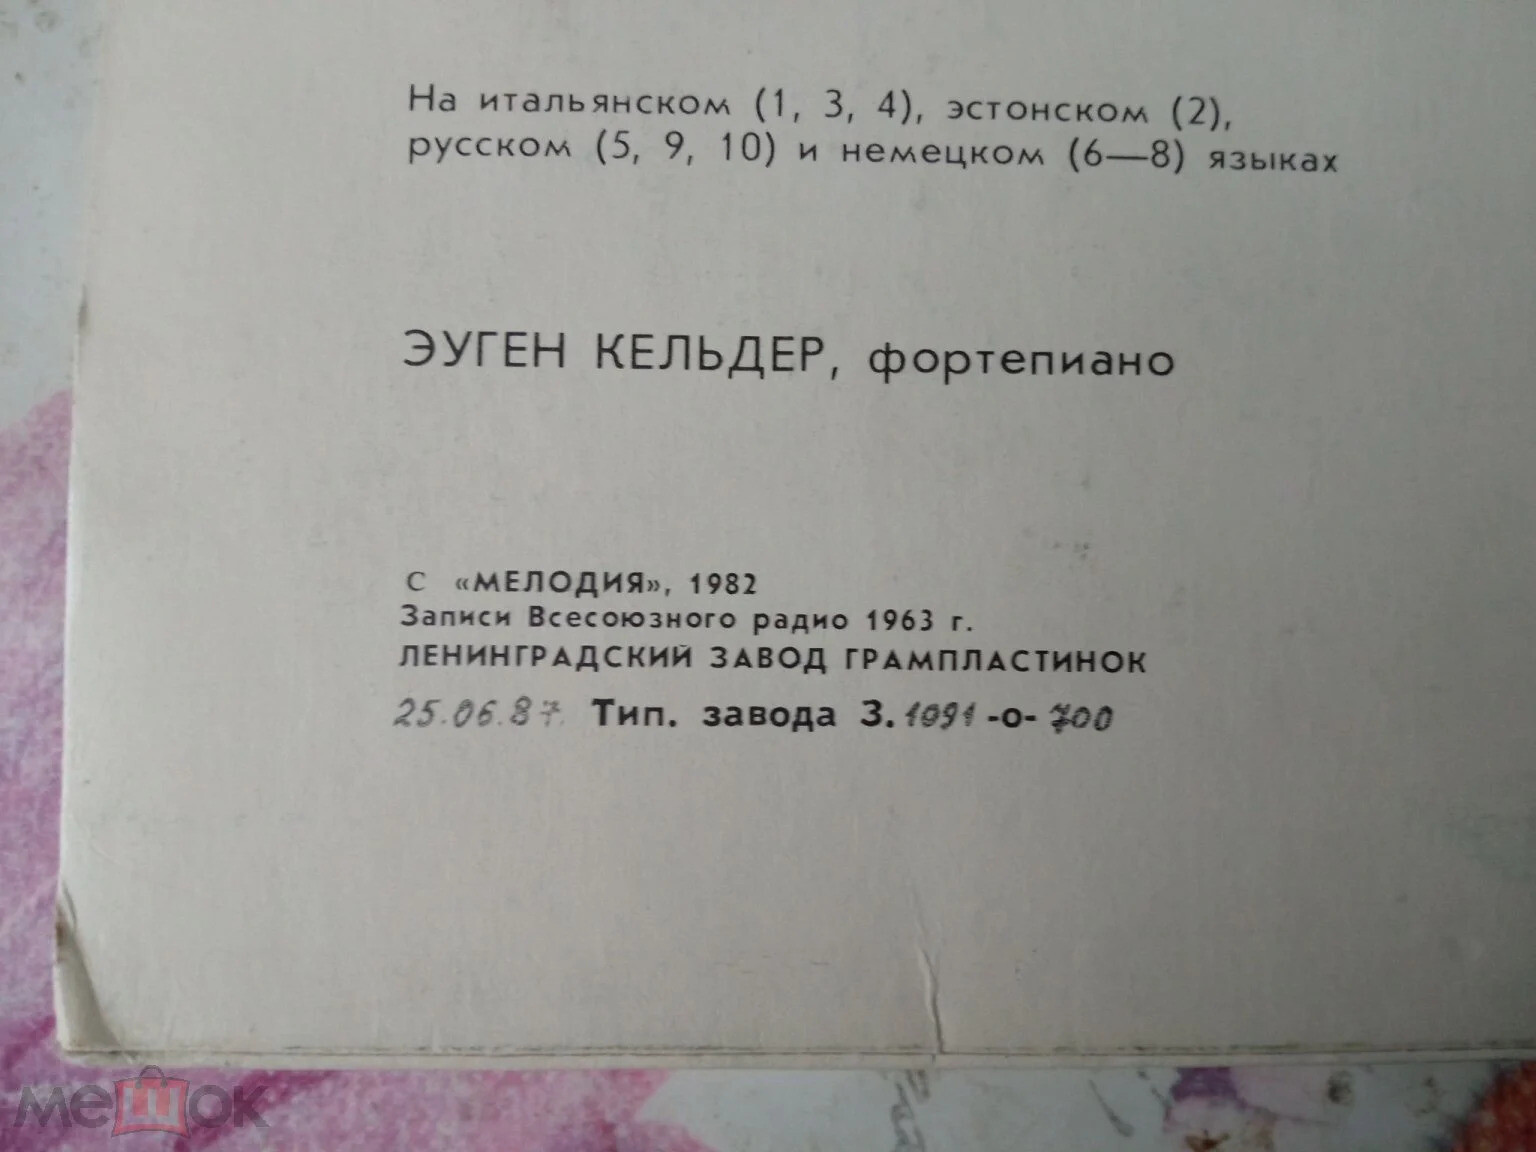 На итальянском (1, 3, 4), эстонском (2),
русском (5, 9, 10) и немецком (6—8) языках
ЭУГЕН КЕЛЬДЕР, фортепиано
С «МЕЛОДИЯ», 1982
Записи Всесоюзного радио 1963 г.
ЛЕНИНГРАДСКИЙ ЗАВОД ГРАМПЛАСТИНОК
25.06.87. Тип. завода З. 1091 -о- 700
мешок